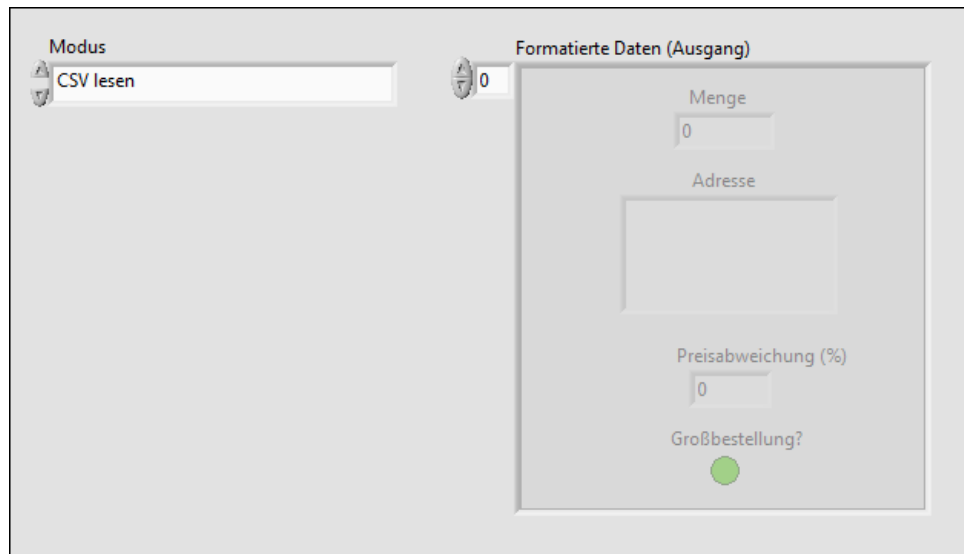 Modus
CSV lesen
Formatierte Daten (Ausgang)
0
Menge
0
Adresse
Preisabweichung (%)
0
Großbestellung?